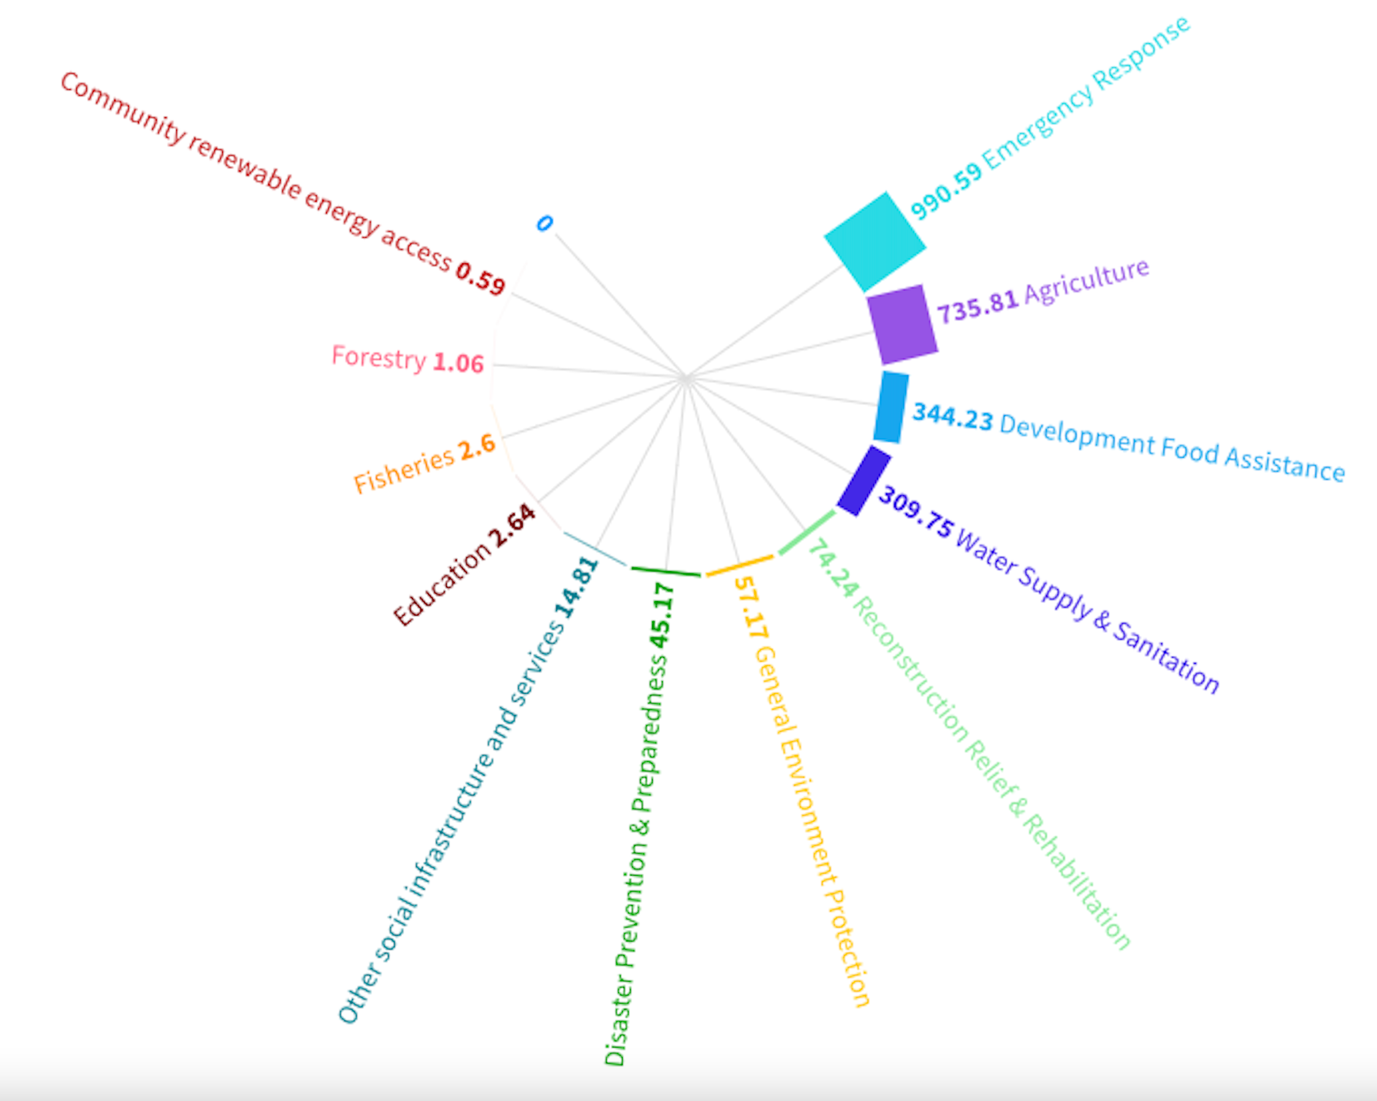 990.59 Emergency Response
735.81 Agriculture
344.23 Development Food Assistance
309.75 Water Supply & Sanitation
74.24 Reconstruction Relief & Rehabilitation
57.17 General Environment Protection
Disaster Prevention & Preparedness 45.17
Other social infrastructure and services 14.81
Education 2.64
Fisheries 2.6
Forestry 1.06
Community renewable energy access 0.59
0